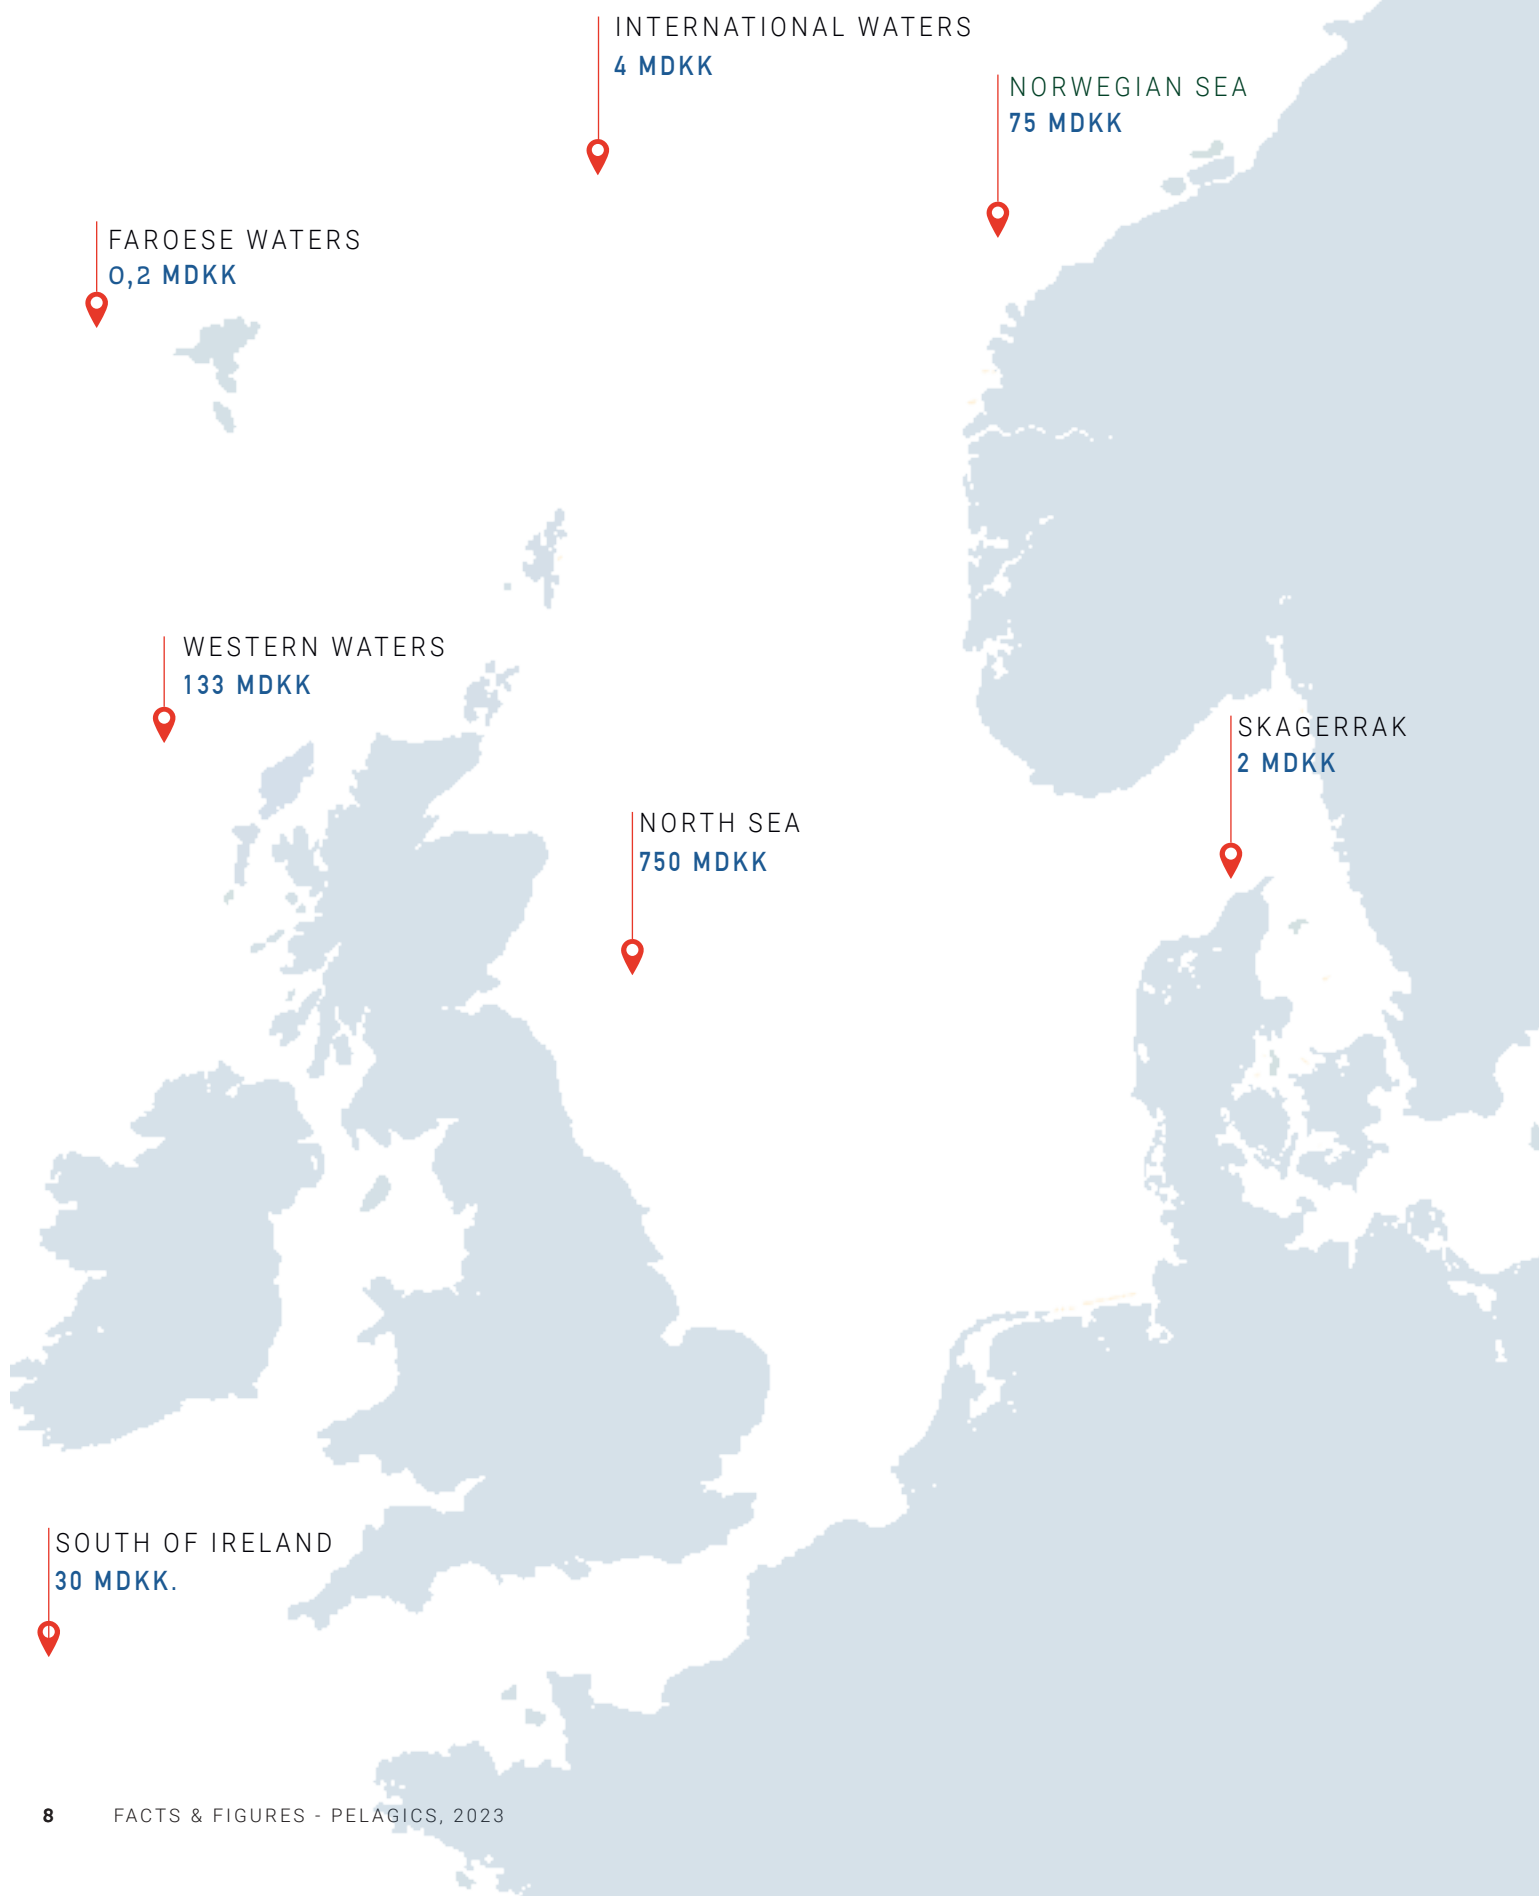 INTERNATIONAL WATERS
4 MDKK
NORWEGIAN SEA
75 MDKK
FAROESE WATERS
0,2 MDKK
WESTERN WATERS
133 MDKK
SKAGERRAK
2 MDKK
NORTH SEA
750 MDKK
SOUTH OF IRELAND
30 MDKK.
8 FACTS & FIGURES - PELAGICS, 2023